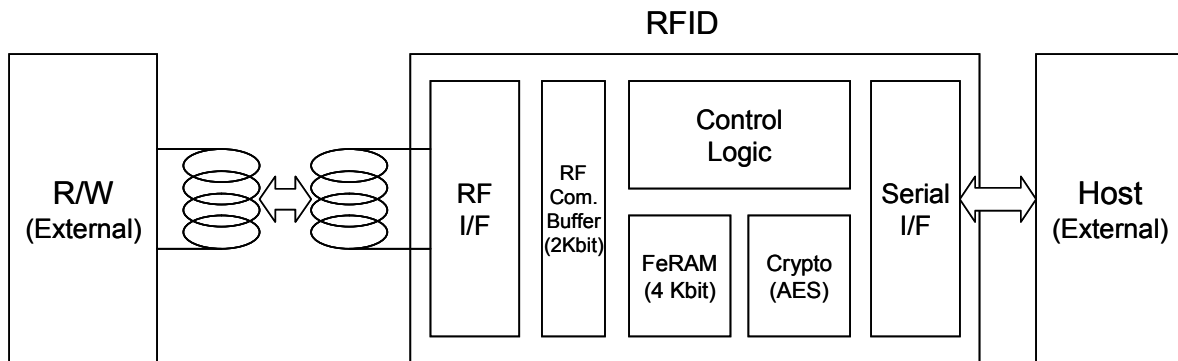 RFID
R/W
(External)
RF
I/F
RF
Com.
Buffer
(2Kbit)
Control
Logic
FeRAM
(4 Kbit)
Crypto
(AES)
Serial
I/F
Host
(External)